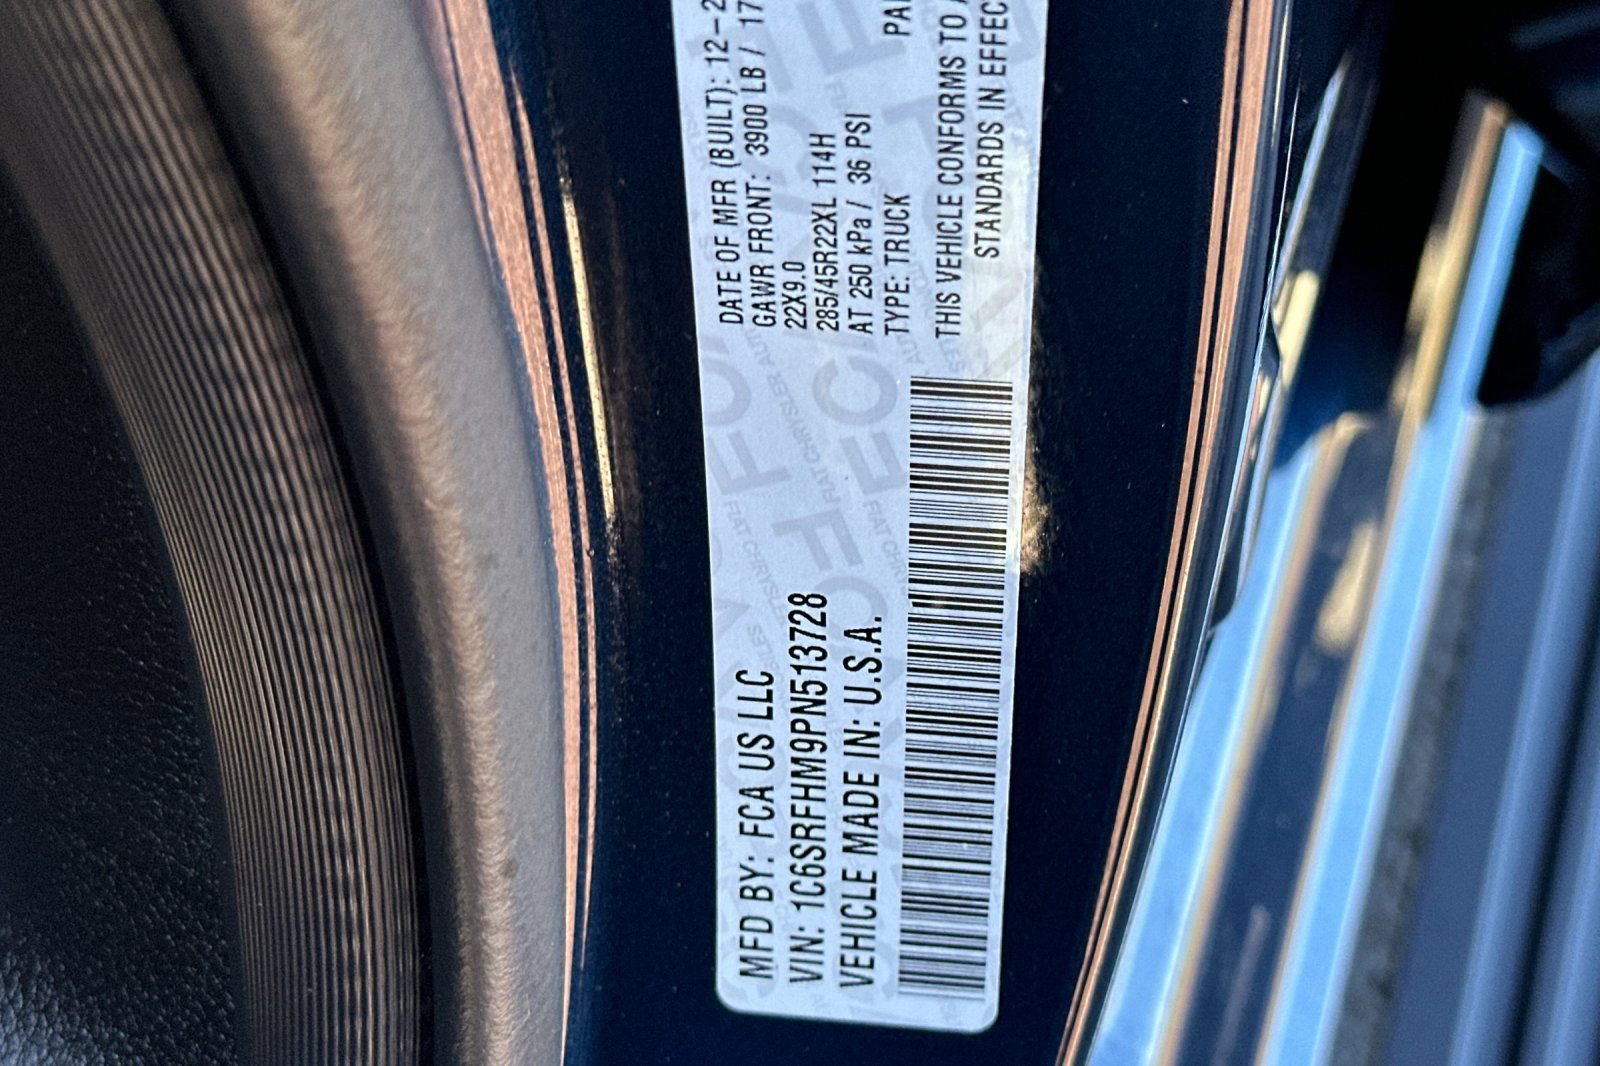 MFD BY: FCA US LLC
VIN: 1C6SRFHM9PN513728
VEHICLE MADE IN: U.S.A.
DATE OF MFR (BUILT): 12-2
GAWR FRONT: 3900 LB / 17
22X9.0
285/45R22XL 114H
AT 250 kPa / 36 PSI
TYPE: TRUCK
THIS VEHICLE CONFORMS TO A
STANDARDS IN EFFEC